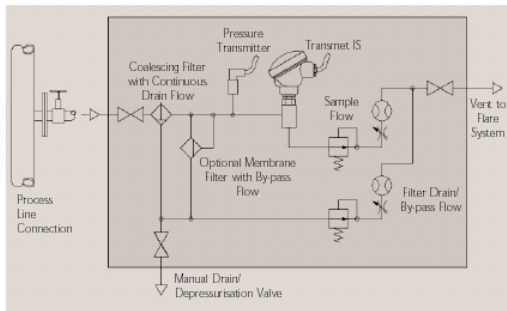 Pressure
Transmitter
Transmet IS
Coalescing Filter
with Continuous
Drain Flow
Sample
Flow
Vent to
Flare
System
Optional Membrane
Filter with By-pass
Flow
Filter Drain/
By-pass Flow
Process
Line
Connection
Manual Drain/
Depressurisation Valve